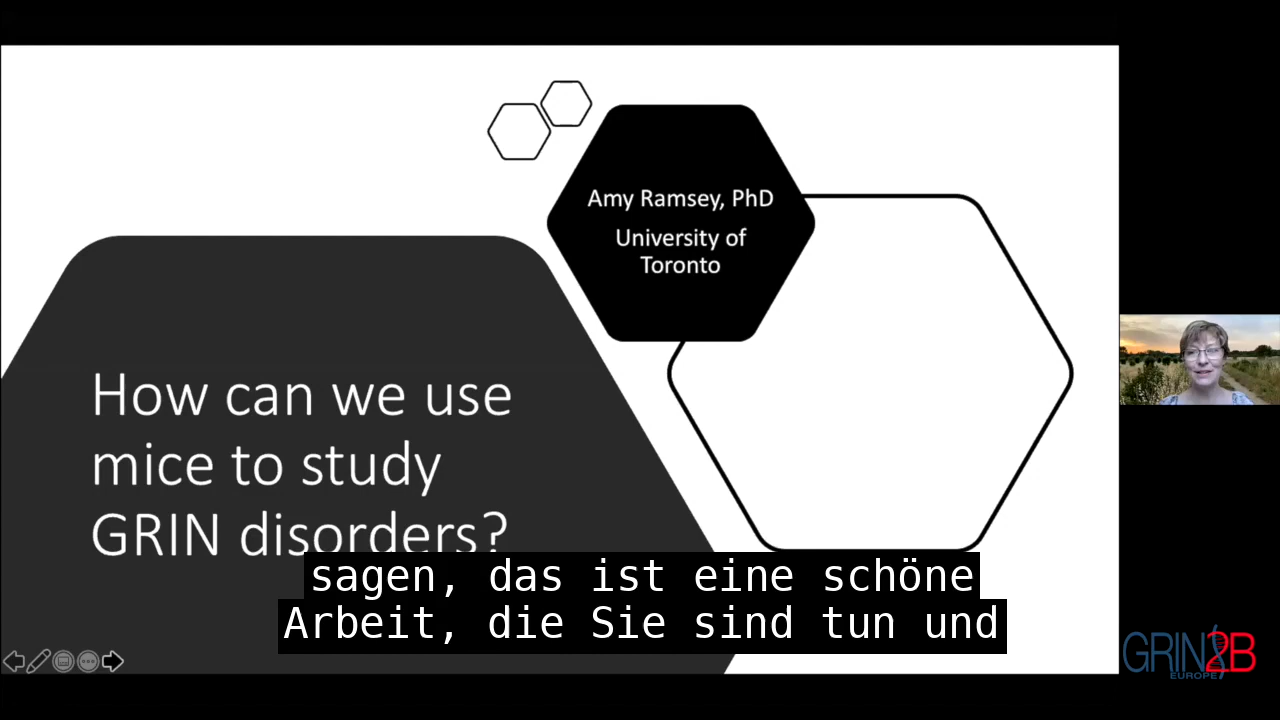 Amy Ramsey, PhD
University of
Toronto
How can we use
mice to study
GRIN disorders?
sagen, das ist eine schöne
Arbeit, die Sie sind tun und
GRIN2B
EUROPE